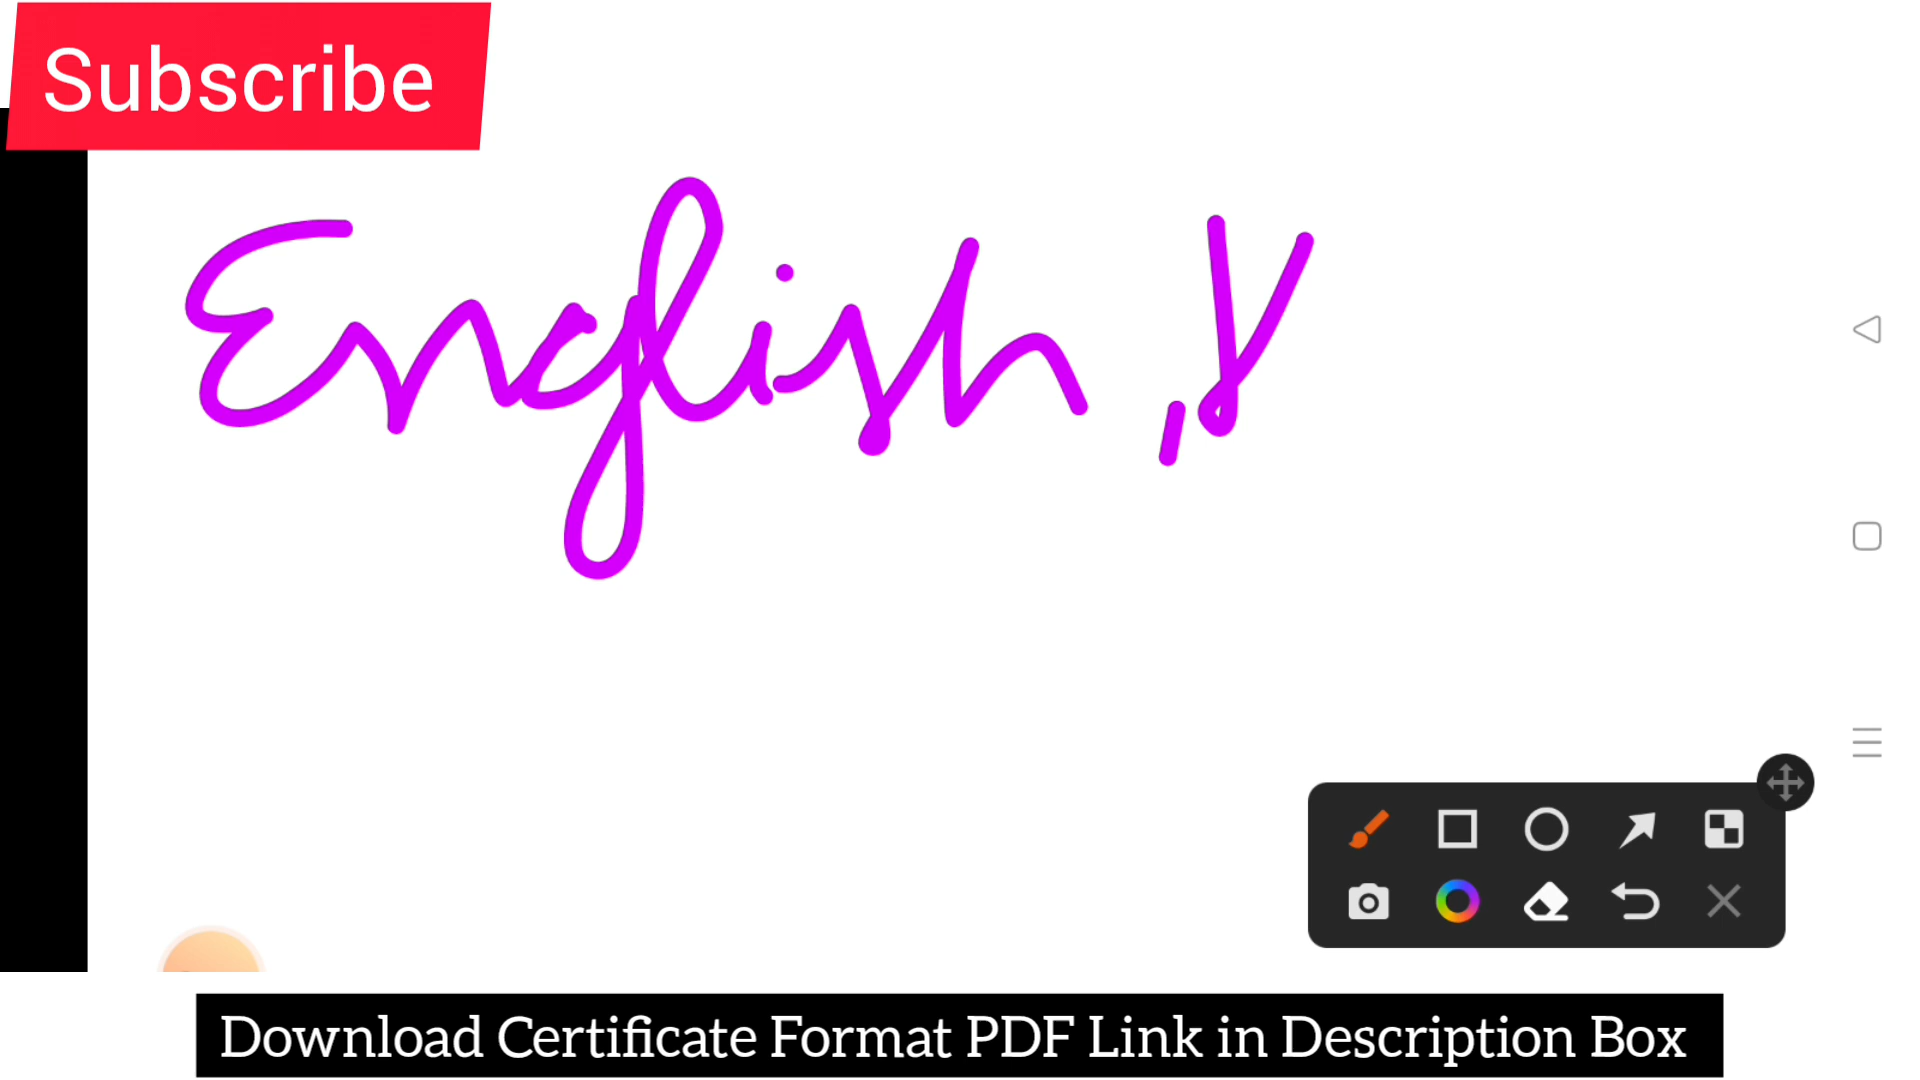 Subscribe
English ,
Download Certificate Format PDF Link in Description Box